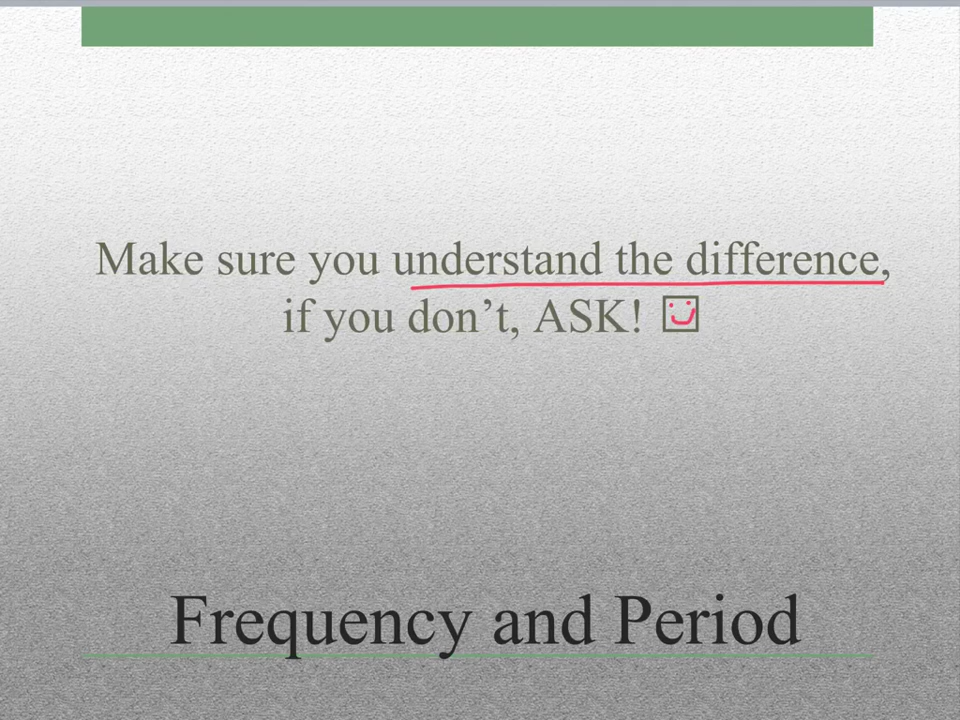 Make sure you understand the difference,
if you don’t, ASK!
Frequency and Period